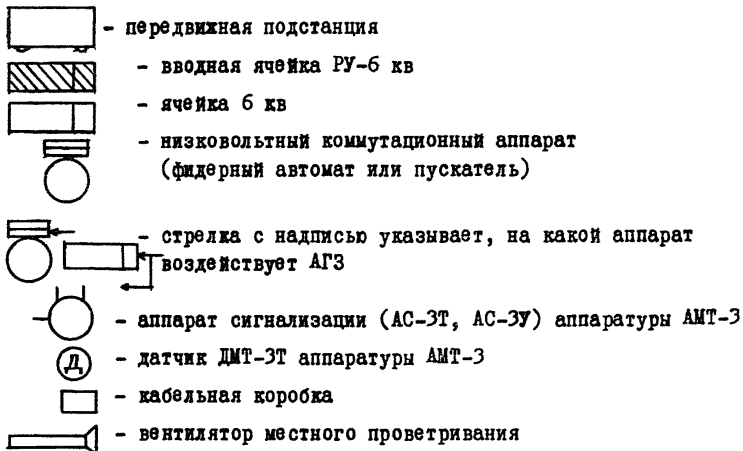 - передвижная подстанция
- вводная ячейка РУ-6 кв
- ячейка 6 кв
- низковольтный коммутационный аппарат
(фидерный автомат или пускатель)
- стрелка с надписью указывает, на какой аппарат
воздействует АГЗ
- аппарат сигнализации (АС-3Т, АС-3У) аппаратуры АМТ-3
Д - датчик ДМТ-3Т аппаратуры АМТ-3
- кабельная коробка
- вентилятор местного проветривания